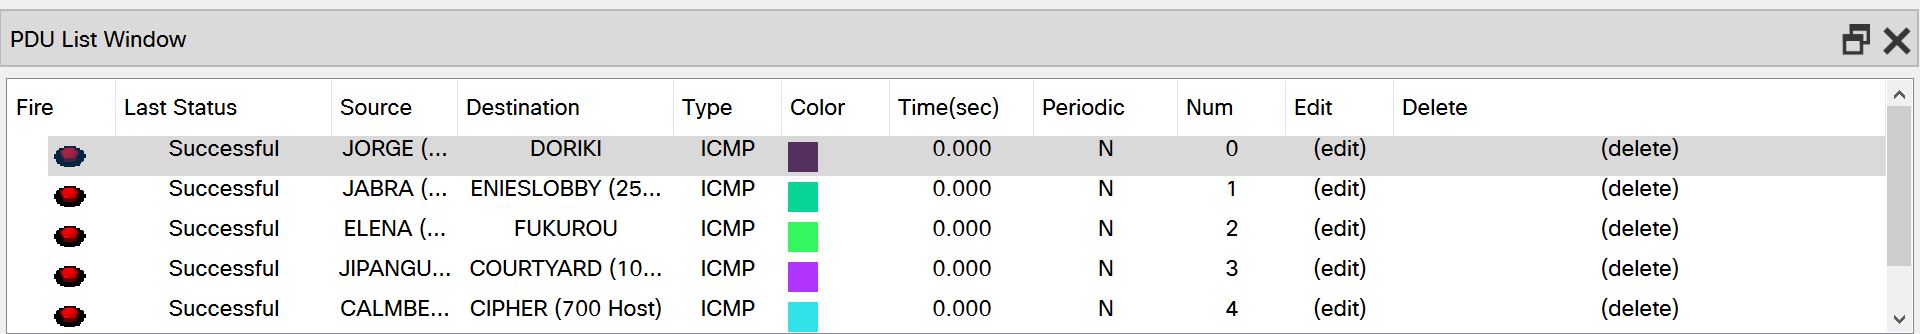 PDU List Window
Fire Last Status Source Destination Type Color Time(sec) Periodic Num Edit Delete
Successful JORGE (... DORIKI ICMP 0.000 N 0 (edit) (delete)
Successful JABRA (... ENIESLOBBY (25... ICMP 0.000 N 1 (edit) (delete)
Successful ELENA (... FUKUROU ICMP 0.000 N 2 (edit) (delete)
Successful JIPANGU... COURTYARD (10... ICMP 0.000 N 3 (edit) (delete)
Successful CALMBE... CIPHER (700 Host) ICMP 0.000 N 4 (edit) (delete)